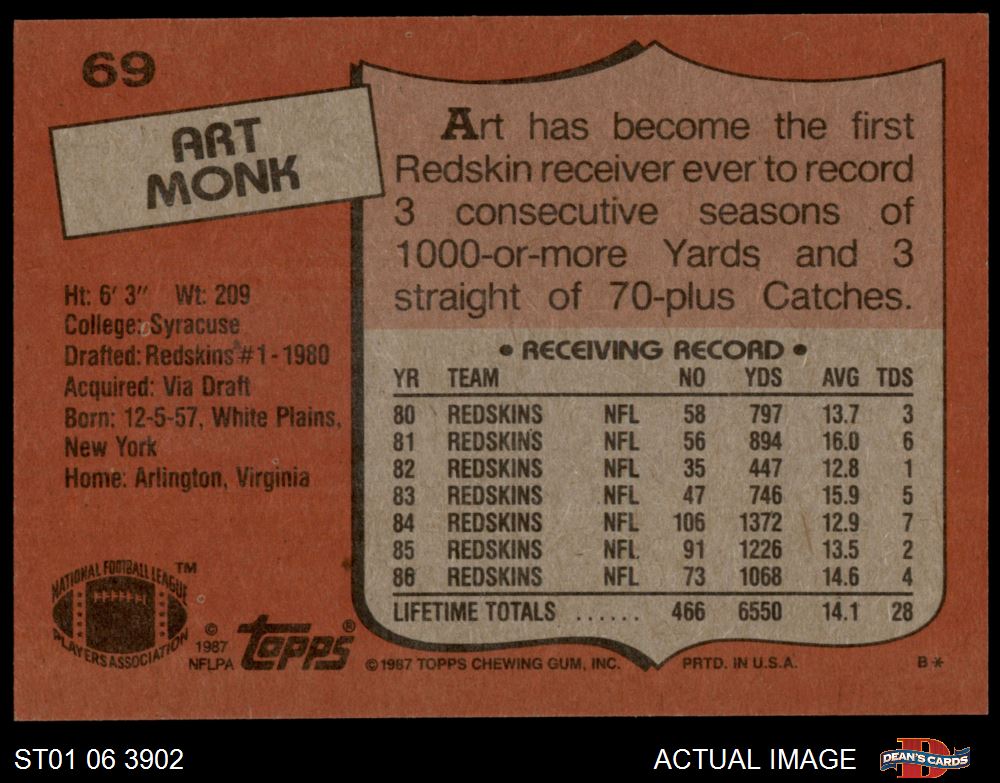 69
ART
MONK
Ht: 6' 3" Wt: 209
College: Syracuse
Drafted: Redskins #1 - 1980
Acquired: Via Draft
Born: 12-5-57, White Plains,
New York
Home: Arlington, Virginia
Art has become the first
Redskin receiver ever to record
3 consecutive seasons of
1000-or-more Yards and 3
straight of 70-plus Catches.
• RECEIVING RECORD •
YR TEAM NO YDS AVG TDS
80 REDSKINS NFL 58 797 13.7 3
81 REDSKINS NFL 56 894 16.0 6
82 REDSKINS NFL 35 447 12.8 1
83 REDSKINS NFL 47 746 15.9 5
84 REDSKINS NFL 106 1372 12.9 7
85 REDSKINS NFL 91 1226 13.5 2
86 REDSKINS NFL 73 1068 14.6 4
LIFETIME TOTALS ...... 466 6550 14.1 28
NATIONAL FOOTBALL LEAGUE ™
PLAYERS ASSOCIATION
© 1987
NFLPA
topps®
©1987 TOPPS CHEWING GUM, INC. PRTD. IN U.S.A. B*
ST01 06 3902 ACTUAL IMAGE DEAN'S CARDS